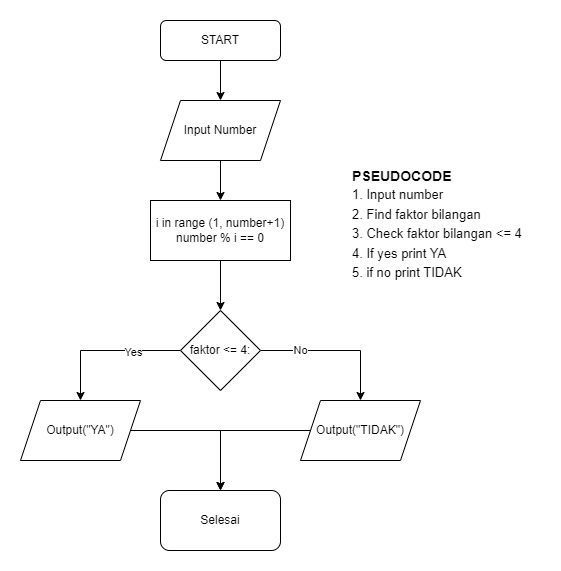 START
Input Number
i in range (1, number+1)
number % i == 0
faktor <= 4:
Yes
No
Output("YA")
Output("TIDAK")
Selesai
PSEUDOCODE
1. Input number
2. Find faktor bilangan
3. Check faktor bilangan <= 4
4. If yes print YA
5. if no print TIDAK